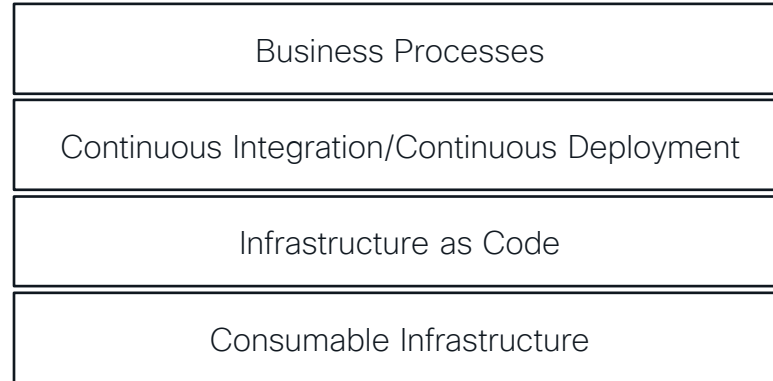 Business Processes
Continuous Integration/Continuous Deployment
Infrastructure as Code
Consumable Infrastructure